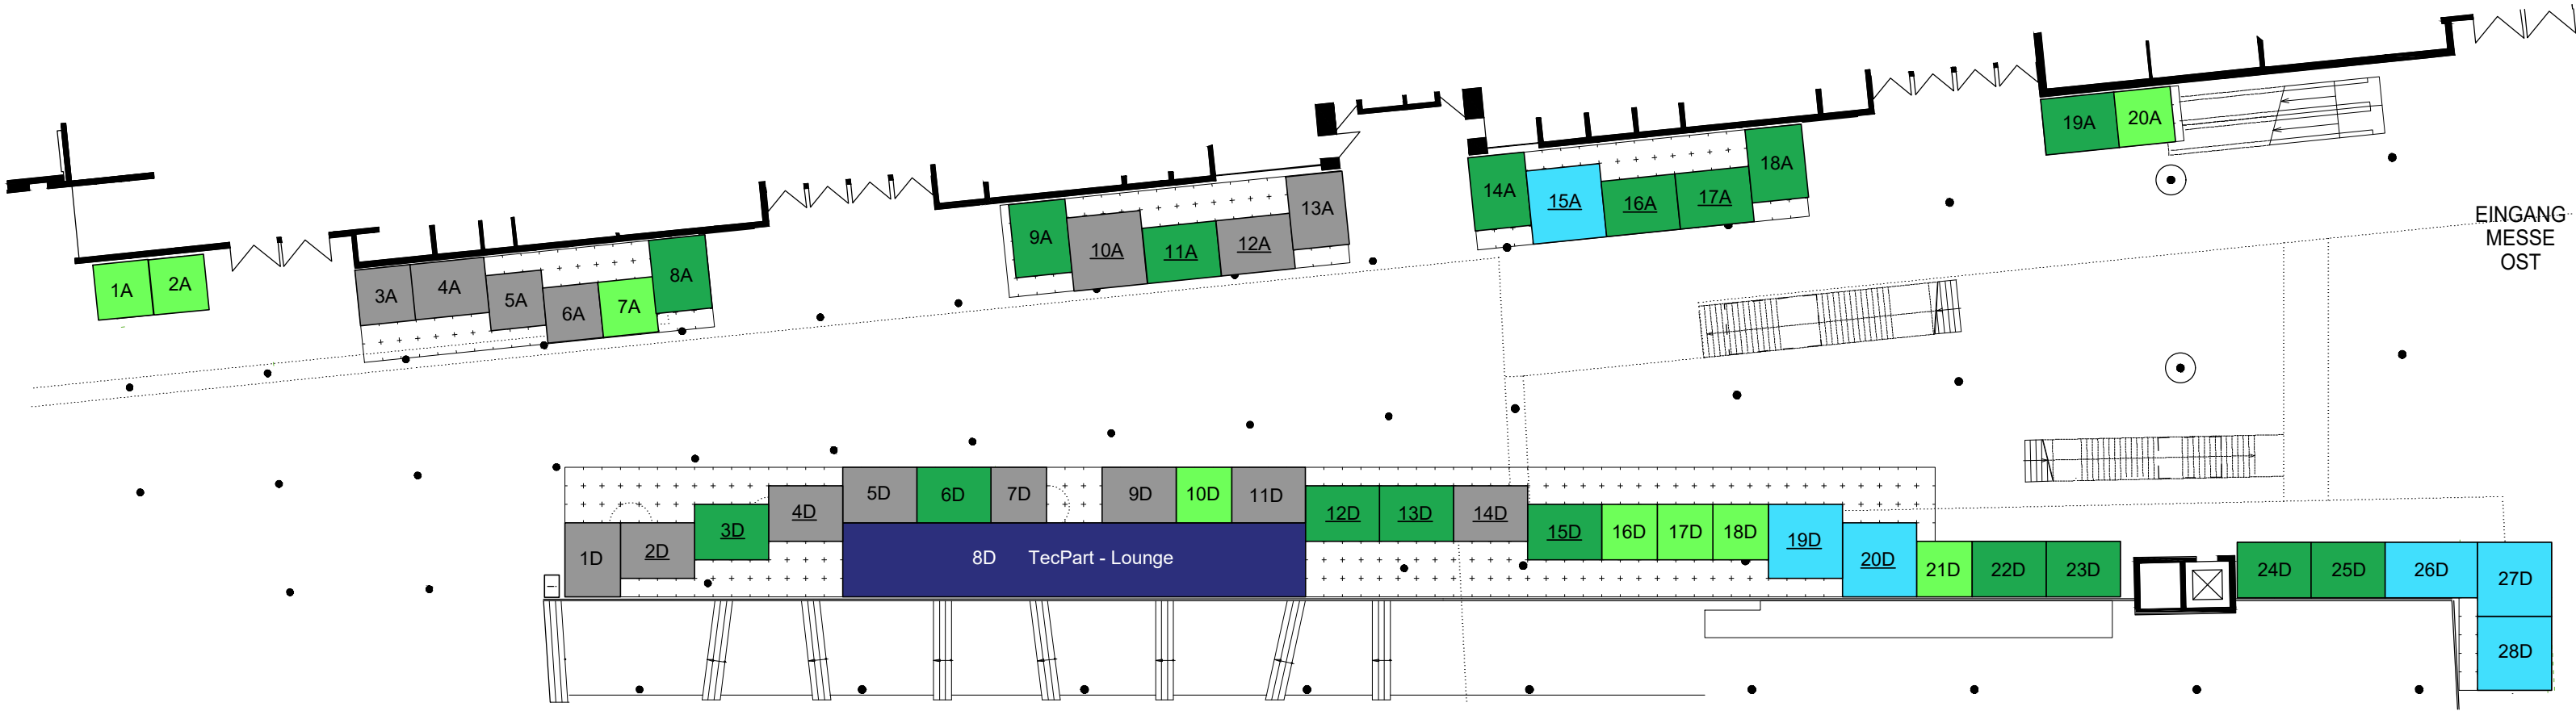 19A
20A
14A
15A
16A
17A
18A
9A
10A
11A
12A
13A
EINGANG
MESSE
OST
1A
2A
3A
4A
5A
6A
7A
8A
1D
2D
3D
4D
5D
6D
7D
8D TecPart - Lounge
9D
10D
11D
12D
13D
14D
15D
16D
17D
18D
19D
20D
21D
22D
23D
24D
25D
26D
27D
28D